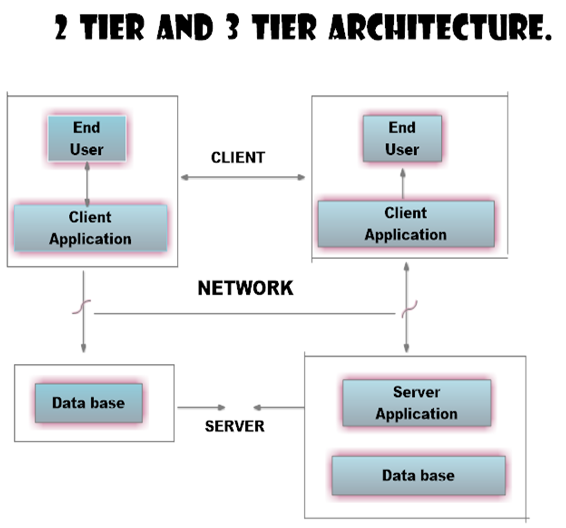 2 TIER AND 3 TIER ARCHITECTURE.
End
User
Client
Application
CLIENT
End
User
Client
Application
NETWORK
Data base
SERVER
Server
Application
Data base